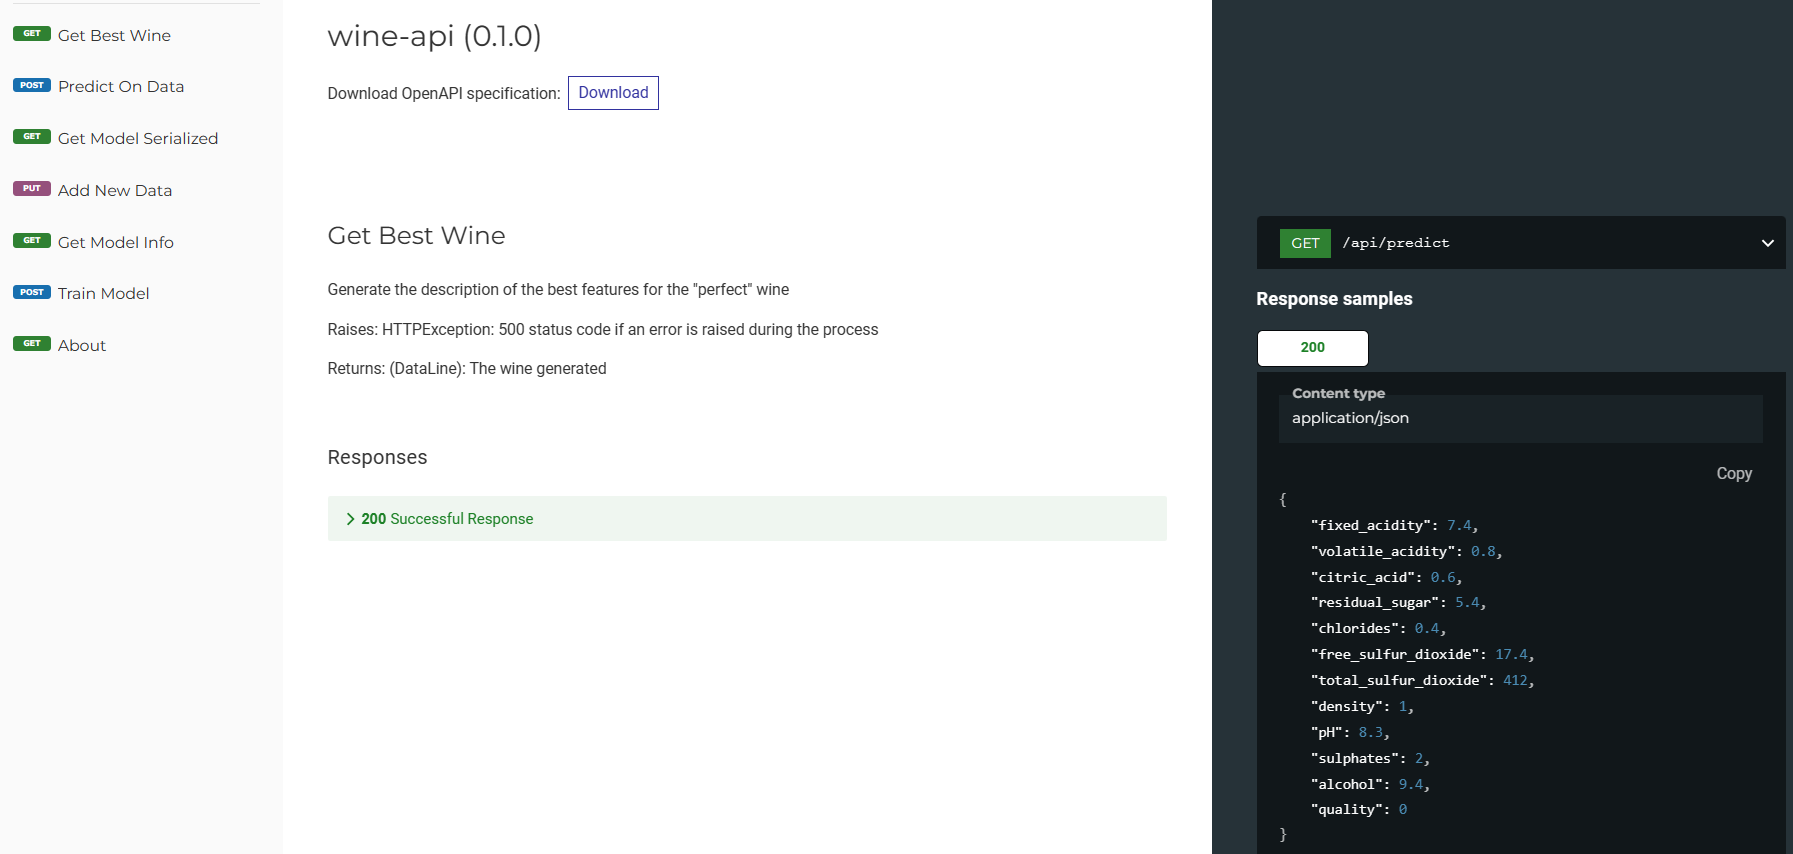 GET Get Best Wine
POST Predict On Data
GET Get Model Serialized
PUT Add New Data
GET Get Model Info
POST Train Model
GET About
wine-api (0.1.0)
Download OpenAPI specification: Download
Get Best Wine
Generate the description of the best features for the "perfect" wine
Raises: HTTPException: 500 status code if an error is raised during the process
Returns: (DataLine): The wine generated
Responses
200 Successful Response
GET /api/predict
Response samples
200
Content type
application/json
Copy
{
"fixed_acidity": 7.4,
"volatile_acidity": 0.8,
"citric_acid": 0.6,
"residual_sugar": 5.4,
"chlorides": 0.4,
"free_sulfur_dioxide": 17.4,
"total_sulfur_dioxide": 412,
"density": 1,
"pH": 8.3,
"sulphates": 2,
"alcohol": 9.4,
"quality": 0
}